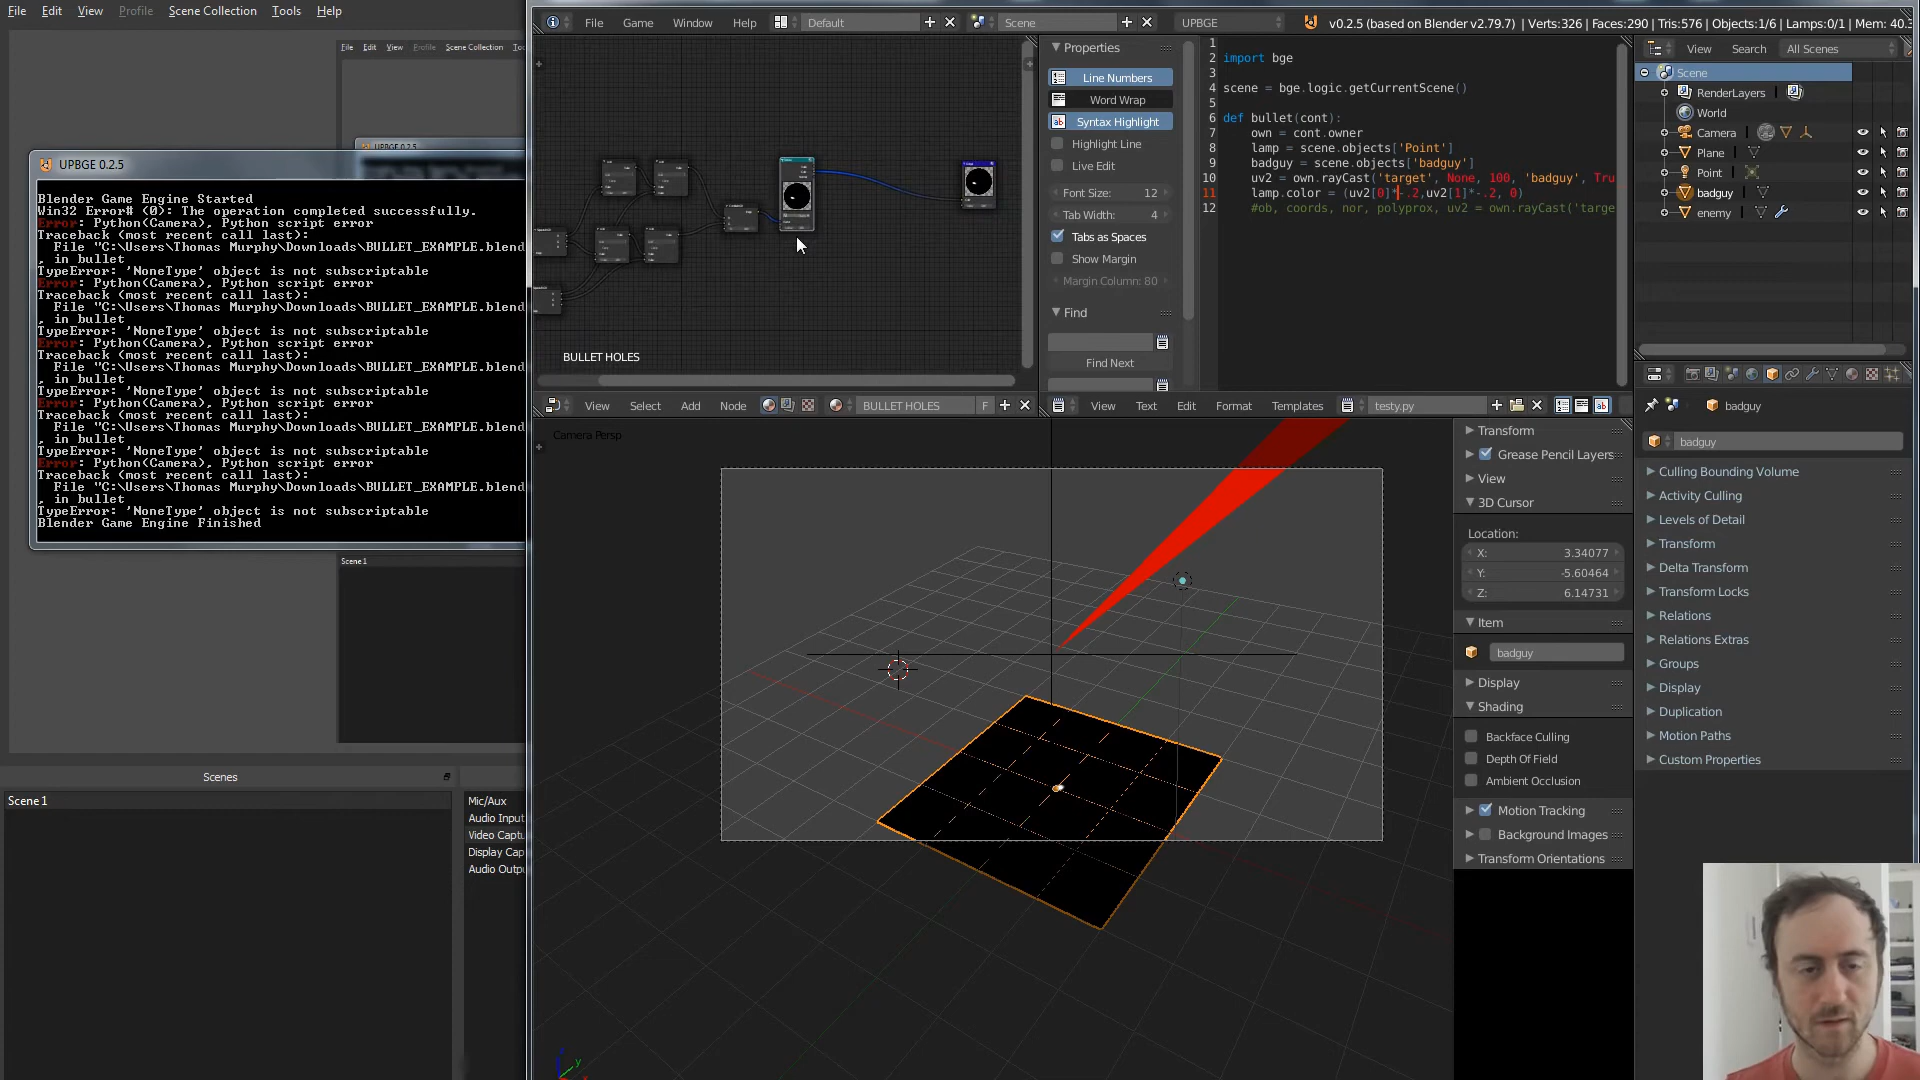 File Edit View Profile Scene Collection Tools Help
File Edit View Profile Scene Collection
UPBGE 0.2.5
Blender Game Engine Started
Win32 Error# (0): The operation completed successfully.
Error: Python(Camera), Python script error
Traceback (most recent call last):
File "C:\Users\Thomas Murphy\Downloads\BULLET_EXAMPLE.blend
, in bullet
TypeError: 'NoneType' object is not subscriptable
Error: Python(Camera), Python script error
Traceback (most recent call last):
File "C:\Users\Thomas Murphy\Downloads\BULLET_EXAMPLE.blend
, in bullet
TypeError: 'NoneType' object is not subscriptable
Error: Python(Camera), Python script error
Traceback (most recent call last):
File "C:\Users\Thomas Murphy\Downloads\BULLET_EXAMPLE.blend
, in bullet
TypeError: 'NoneType' object is not subscriptable
Error: Python(Camera), Python script error
Traceback (most recent call last):
File "C:\Users\Thomas Murphy\Downloads\BULLET_EXAMPLE.blend
, in bullet
TypeError: 'NoneType' object is not subscriptable
Error: Python(Camera), Python script error
Traceback (most recent call last):
File "C:\Users\Thomas Murphy\Downloads\BULLET_EXAMPLE.blend
, in bullet
TypeError: 'NoneType' object is not subscriptable
Blender Game Engine Finished
Scene 1
Scenes
Scene 1
Mic/Aux
Audio Input
Video Captu
Display Cap
Audio Outpu
File Game Window Help Default Scene UPBGE v0.2.5 (based on Blender v2.79.7) | Verts:326 | Faces:290 | Tris:576 | Objects:1/6 | Lamps:0/1 | Mem: 40.3
BULLET HOLES
View Select Add Node BULLET HOLES F
Properties
Line Numbers
Word Wrap
Syntax Highlight
Highlight Line
Live Edit
Font Size: 12
Tab Width: 4
Tabs as Spaces
Show Margin
Margin Column: 80
Find
Find Next
1
2 import bge
3
4 scene = bge.logic.getCurrentScene()
5
6 def bullet(cont):
7 own = cont.owner
8 lamp = scene.objects['Point']
9 badguy = scene.objects['badguy']
10 uv2 = own.rayCast('target', None, 100, 'badguy', Tru
11 lamp.color = (uv2[0]*-.2,uv2[1]*-.2, 0)
12 #ob, coords, nor, polyprox, uv2 = own.rayCast('targe
View Text Edit Format Templates testy.py
View Search All Scenes
Scene
RenderLayers
World
Camera
Plane
Point
badguy
enemy
badguy
badguy
Culling Bounding Volume
Activity Culling
Levels of Detail
Transform
Delta Transform
Transform Locks
Relations
Relations Extras
Groups
Display
Duplication
Motion Paths
Custom Properties
Camera Persp
Transform
Grease Pencil Layers
View
3D Cursor
Location:
X: 3.34077
Y: -5.60464
Z: 6.14731
Item
badguy
Display
Shading
Backface Culling
Depth Of Field
Ambient Occlusion
Motion Tracking
Background Images
Transform Orientations